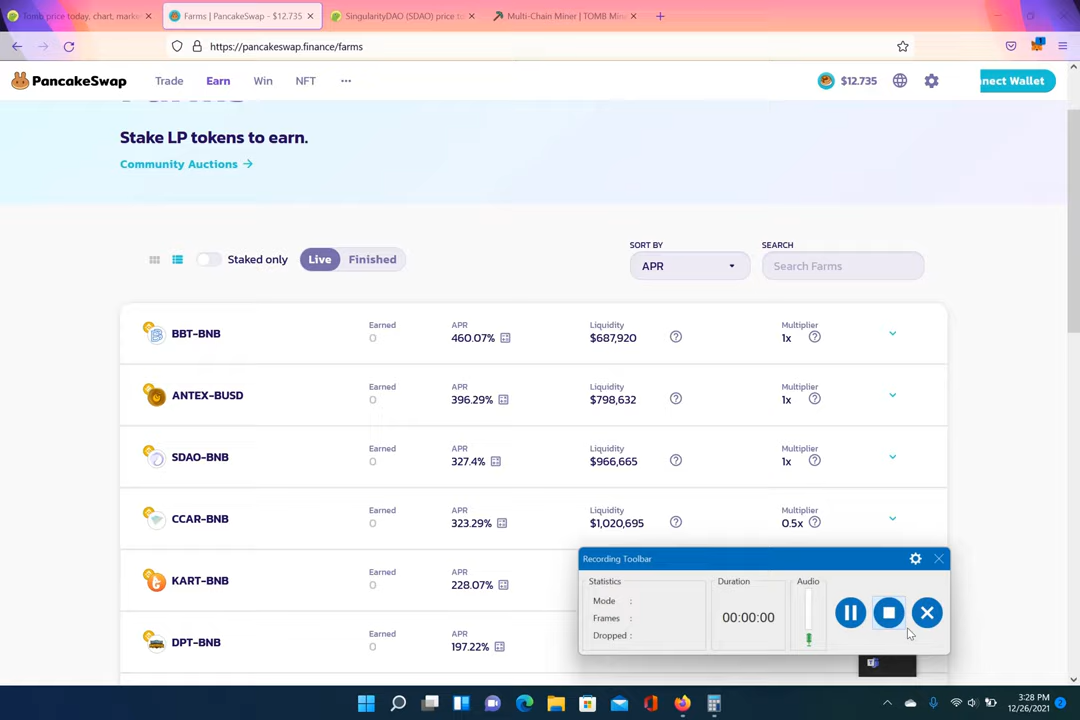 Tomb price today, chart, marke
Farms | PancakeSwap - $12.735
SingularityDAO (SDAO) price to
Multi-Chain Miner | TOMB Min
https://pancakeswap.finance/farms
PancakeSwap
Trade
Earn
Win
NFT
$12.735
nnect Wallet
Stake LP tokens to earn.
Community Auctions
Staked only
Live
Finished
SORT BY
APR
SEARCH
Search Farms
BBT-BNB
Earned
0
APR
460.07%
Liquidity
$687,920
Multiplier
1x
ANTEX-BUSD
Earned
0
APR
396.29%
Liquidity
$798,632
Multiplier
1x
SDAO-BNB
Earned
0
APR
327.4%
Liquidity
$966,665
Multiplier
1x
CCAR-BNB
Earned
0
APR
323.29%
Liquidity
$1,020,695
Multiplier
0.5x
KART-BNB
Earned
0
APR
228.07%
DPT-BNB
Earned
0
APR
197.22%
Recording Toolbar
Statistics
Mode :
Frames :
Dropped :
Duration
00:00:00
Audio
3:28 PM
12/26/2021